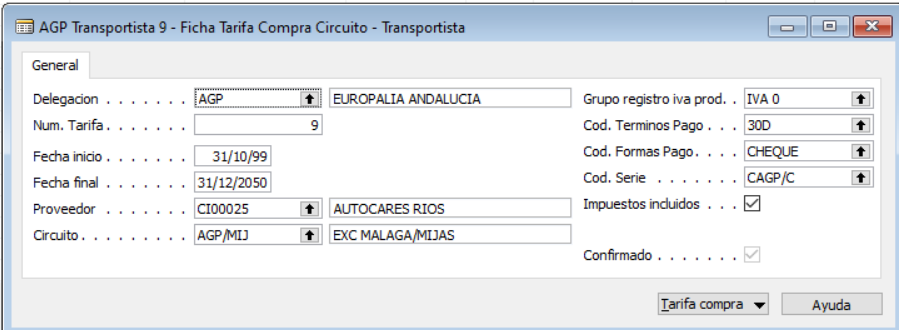 AGP Transportista 9 - Ficha Tarifa Compra Circuito - Transportista
General
Delegacion . . . . . . . AGP EUROPALIA ANDALUCIA
Num. Tarifa . . . . . . . 9
Fecha inicio . . . . . . 31/10/99
Fecha final . . . . . . . 31/12/2050
Proveedor . . . . . . . CI00025 AUTOCARES RIOS
Circuito . . . . . . . . . AGP/MIJ EXC MALAGA/MIJAS
Grupo registro iva prod. . IVA 0
Cod. Terminos Pago . . . 30D
Cod. Formas Pago. . . . CHEQUE
Cod. Serie . . . . . . . CAGP/C
Impuestos incluidos . . .
Confirmado . . . . . . .
Tarifa compra
Ayuda